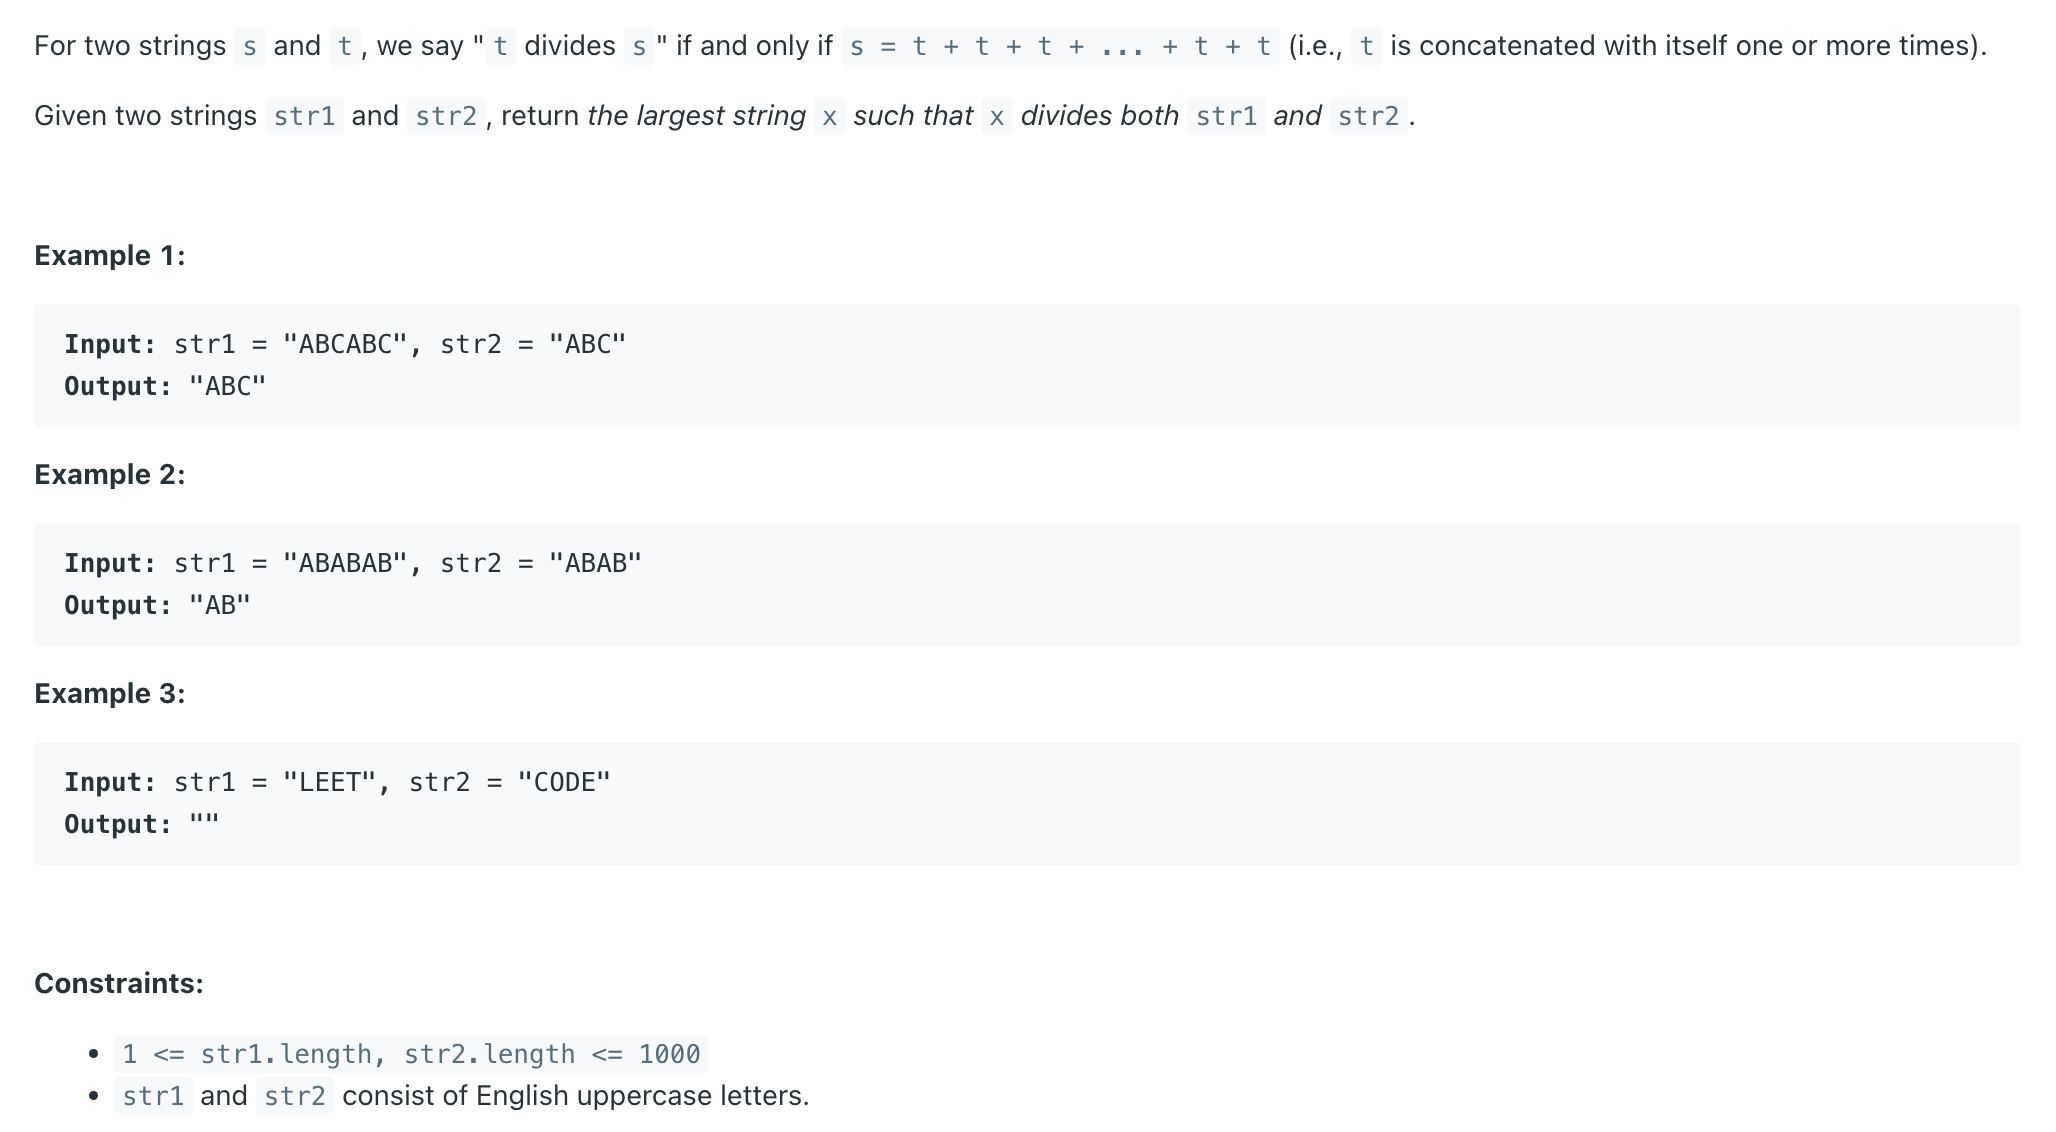 For two strings s and t, we say "t divides s" if and only if s = t + t + t + ... + t + t (i.e., t is concatenated with itself one or more times).
Given two strings str1 and str2, return the largest string x such that x divides both str1 and str2.
Example 1:
Input: str1 = "ABCABC", str2 = "ABC"
Output: "ABC"
Example 2:
Input: str1 = "ABABAB", str2 = "ABAB"
Output: "AB"
Example 3:
Input: str1 = "LEET", str2 = "CODE"
Output: ""
Constraints:
• 1 <= str1.length, str2.length <= 1000
• str1 and str2 consist of English uppercase letters.